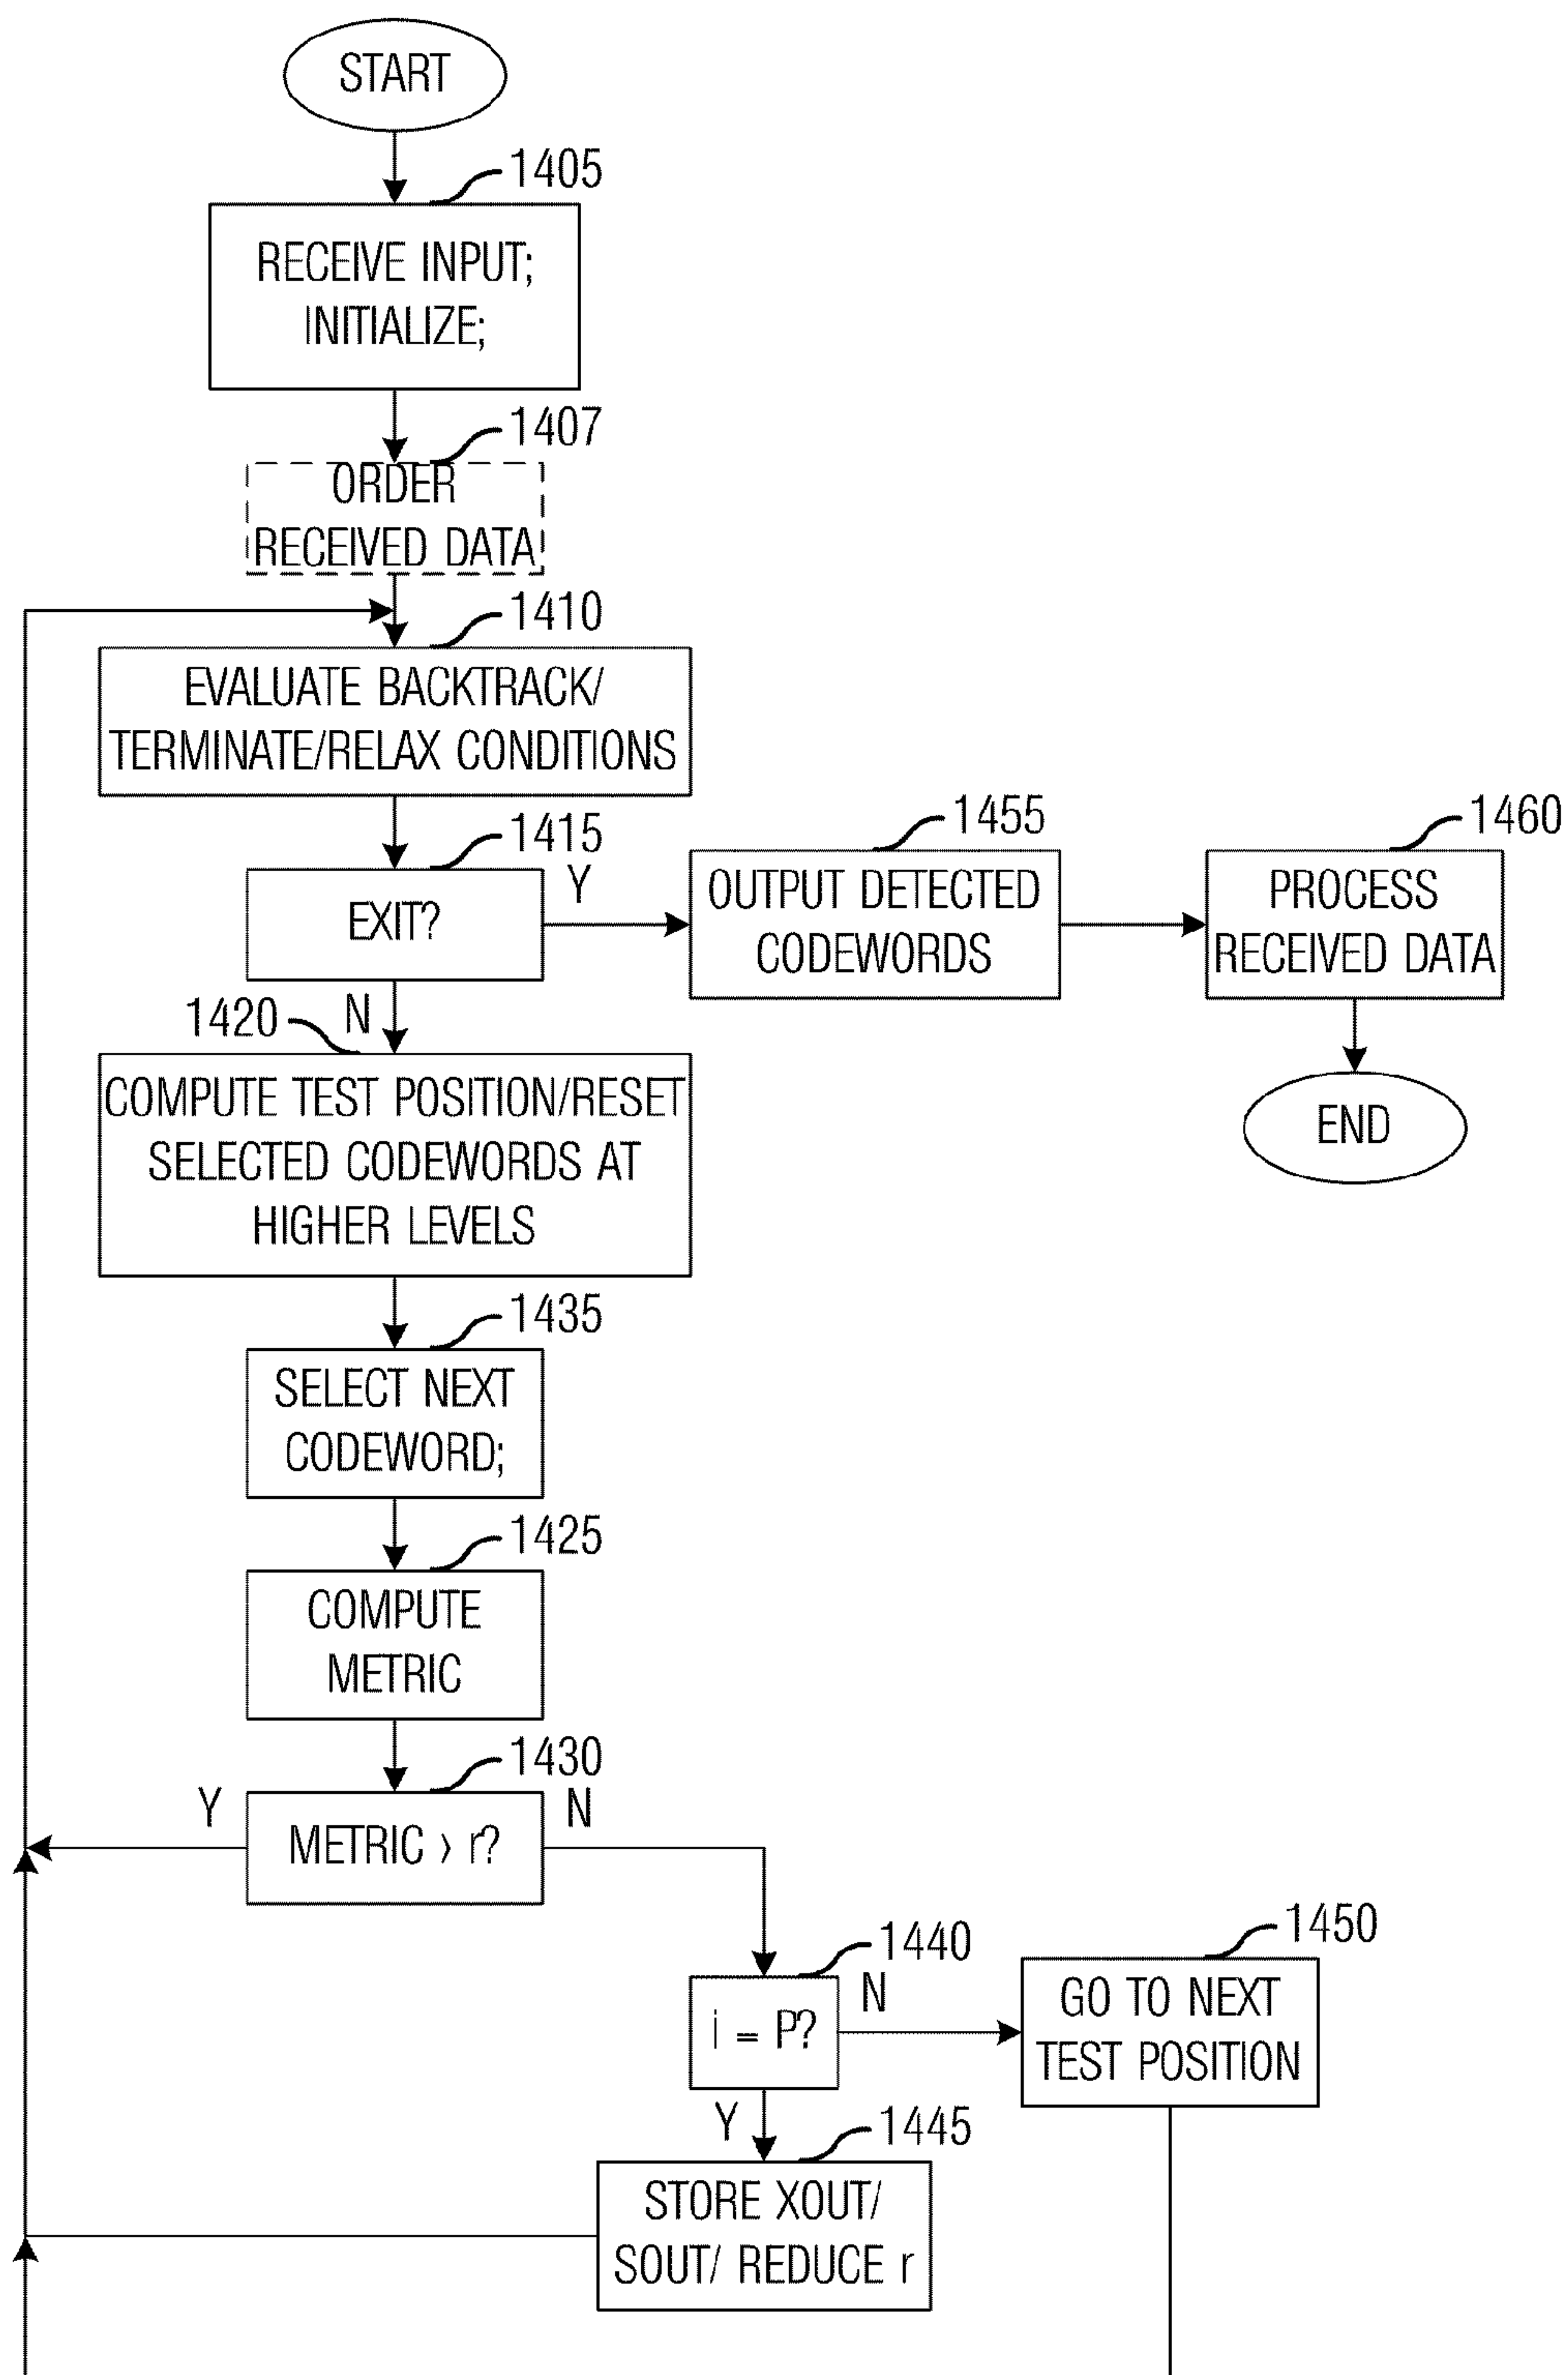 START
1405
RECEIVE INPUT;
INITIALIZE;
1407
ORDER
RECEIVED DATA
1410
EVALUATE BACKTRACK/
TERMINATE/RELAX CONDITIONS
1415
EXIT?
Y
N
1455
OUTPUT DETECTED
CODEWORDS
1460
PROCESS
RECEIVED DATA
END
1420
COMPUTE TEST POSITION/RESET
SELECTED CODEWORDS AT
HIGHER LEVELS
1435
SELECT NEXT
CODEWORD;
1425
COMPUTE
METRIC
1430
METRIC > r?
Y
N
1440
i = P?
N
Y
1450
GO TO NEXT
TEST POSITION
1445
STORE XOUT/
SOUT/ REDUCE r